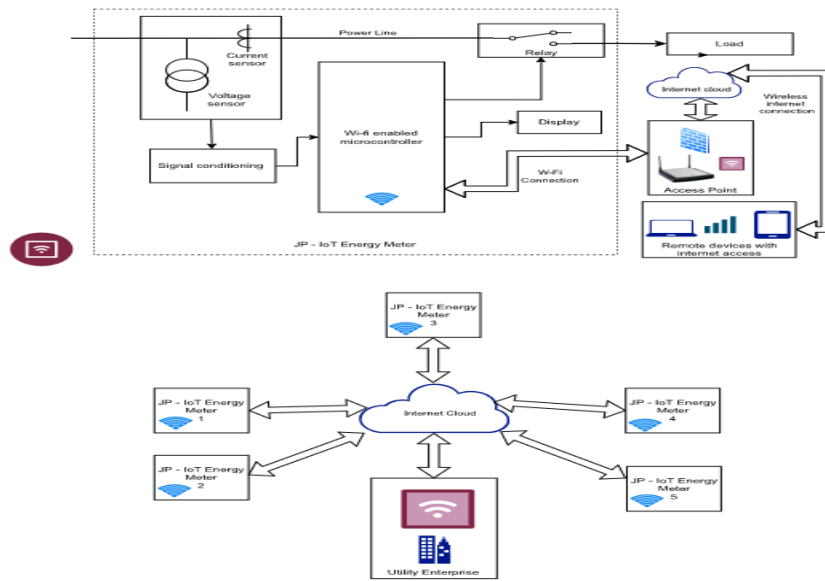 Power Line
Current
sensor
Voltage
sensor
Relay
Load
Internet cloud
Wireless
internet
connection
Wi-fi enabled
microcontroller
Display
Signal conditioning
Wi-Fi
Connection
Access Point
Remote devices with
internet access
JP - IoT Energy Meter
JP - IoT Energy
Meter
3
JP - IoT Energy
Meter
1
Internet Cloud
JP - IoT Energy
Meter
4
JP - IoT Energy
Meter
2
JP - IoT Energy
Meter
5
Utility Enterprise